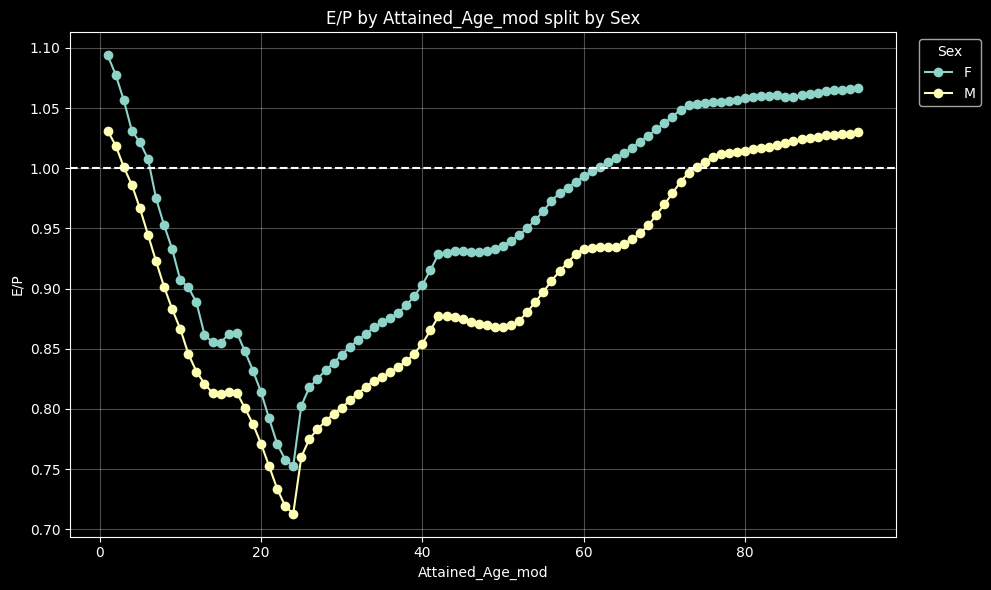 E/P by Attained_Age_mod split by Sex
Sex
F
M
E/P
1.10
1.05
1.00
0.95
0.90
0.85
0.80
0.75
0.70
0 20 40 60 80
Attained_Age_mod